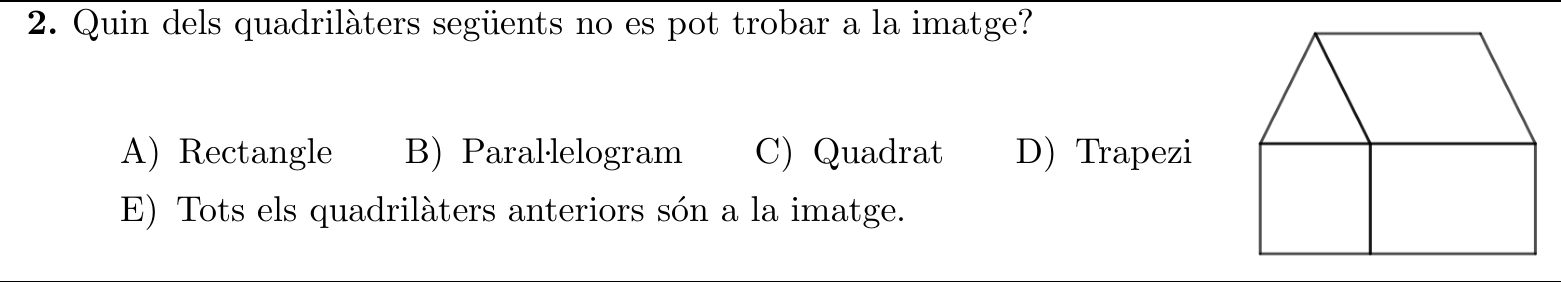 2. Quin dels quadrilàters següents no es pot trobar a la imatge?
A) Rectangle B) Paral·lelogram C) Quadrat D) Trapezi
E) Tots els quadrilàters anteriors són a la imatge.